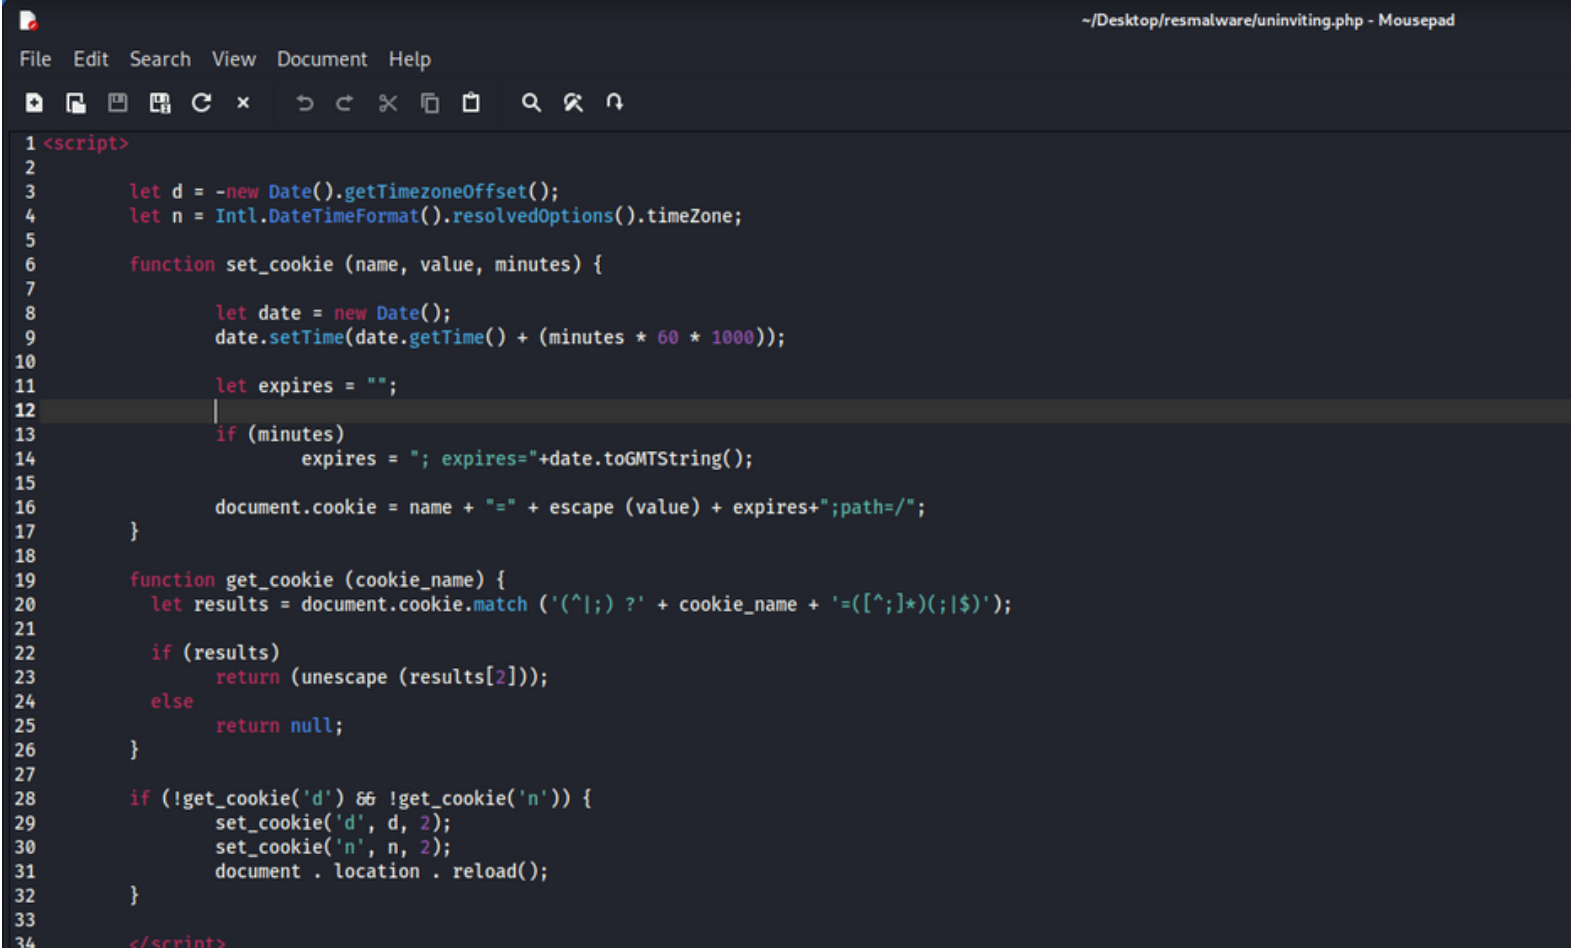 ~/Desktop/resmalware/uninviting.php - Mousepad
File Edit Search View Document Help
1 <script>
2
3 let d = -new Date().getTimezoneOffset();
4 let n = Intl.DateTimeFormat().resolvedOptions().timeZone;
5
6 function set_cookie (name, value, minutes) {
7
8 let date = new Date();
9 date.setTime(date.getTime() + (minutes * 60 * 1000));
10
11 let expires = "";
12
13 if (minutes)
14 expires = "; expires="+date.toGMTString();
15
16 document.cookie = name + "=" + escape (value) + expires+";path=/";
17 }
18
19 function get_cookie (cookie_name) {
20 let results = document.cookie.match ('(^|;) ?' + cookie_name + '=([^;]*)(;|$)');
21
22 if (results)
23 return (unescape (results[2]));
24 else
25 return null;
26 }
27
28 if (!get_cookie('d') && !get_cookie('n')) {
29 set_cookie('d', d, 2);
30 set_cookie('n', n, 2);
31 document . location . reload();
32 }
33
34 </script>